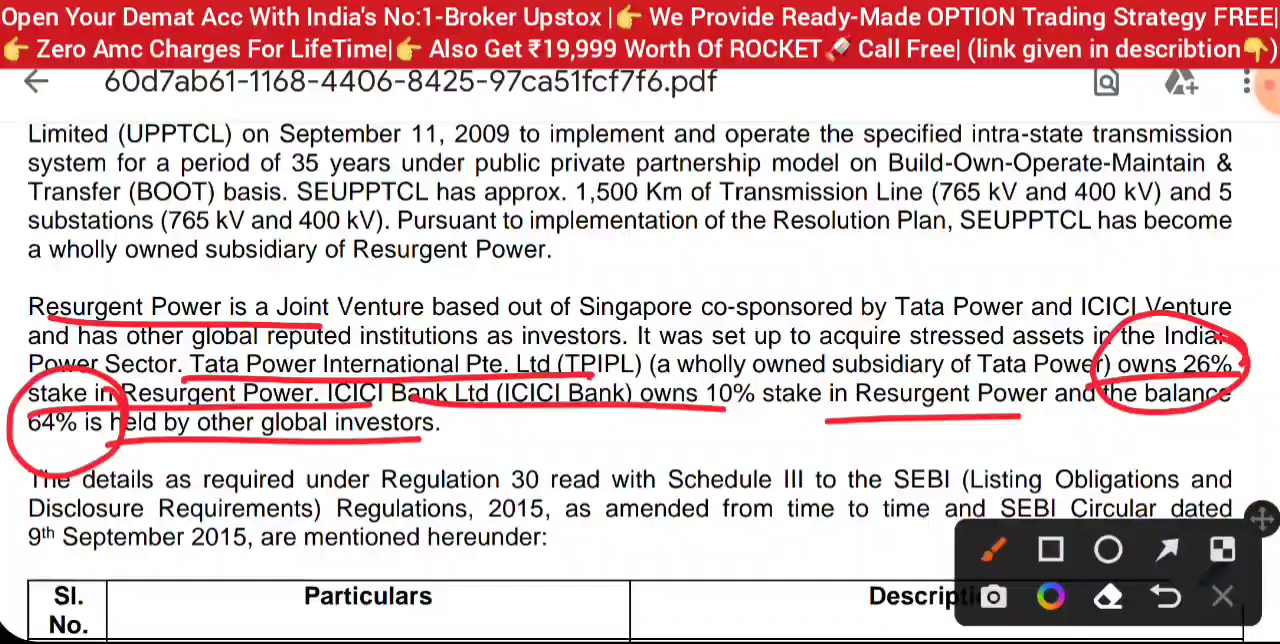 Open Your Demat Acc With India's No:1-Broker Upstox |👉 We Provide Ready-Made OPTION Trading Strategy FREE|
👉 Zero Amc Charges For LifeTime|👉 Also Get ₹19,999 Worth Of ROCKET🚀 Call Free| (link given in describtion👇)
60d7ab61-1168-4406-8425-97ca51fcf7f6.pdf
Limited (UPPTCL) on September 11, 2009 to implement and operate the specified intra-state transmission
system for a period of 35 years under public private partnership model on Build-Own-Operate-Maintain &
Transfer (BOOT) basis. SEUPPTCL has approx. 1,500 Km of Transmission Line (765 kV and 400 kV) and 5
substations (765 kV and 400 kV). Pursuant to implementation of the Resolution Plan, SEUPPTCL has become
a wholly owned subsidiary of Resurgent Power.
Resurgent Power is a Joint Venture based out of Singapore co-sponsored by Tata Power and ICICI Venture
and has other global reputed institutions as investors. It was set up to acquire stressed assets in the Indian
Power Sector. Tata Power International Pte. Ltd (TPIPL) (a wholly owned subsidiary of Tata Power) owns 26%
stake in Resurgent Power. ICICI Bank Ltd (ICICI Bank) owns 10% stake in Resurgent Power and the balance
64% is held by other global investors.
The details as required under Regulation 30 read with Schedule III to the SEBI (Listing Obligations and
Disclosure Requirements) Regulations, 2015, as amended from time to time and SEBI Circular dated
9th September 2015, are mentioned hereunder:
Sl. Particulars
No.